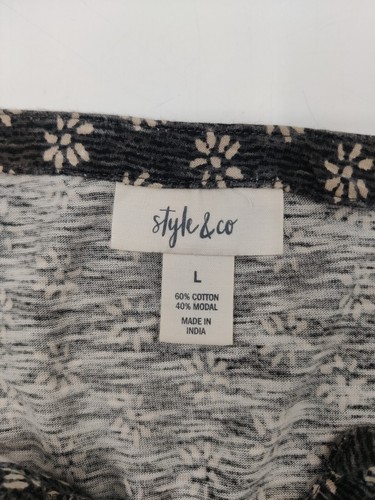 style & co
L
60% COTTON
40% MODAL
MADE IN
INDIA